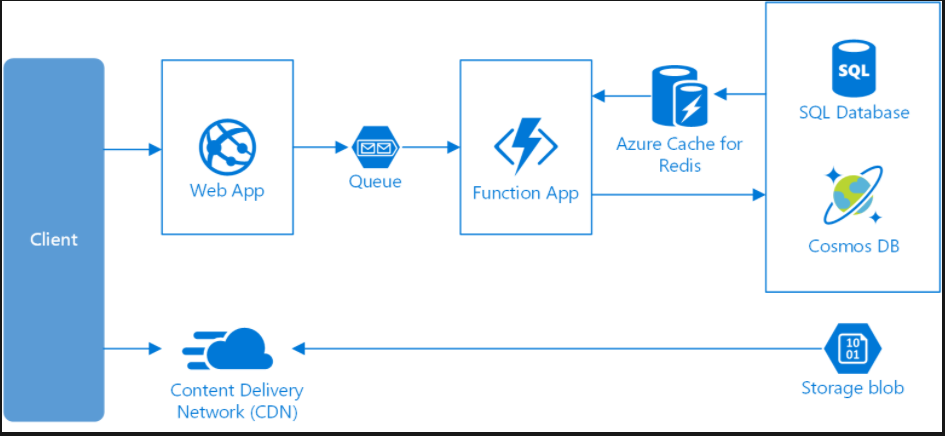 Client
Web App
Queue
Function App
Azure Cache for
Redis
SQL
SQL Database
Cosmos DB
Content Delivery
Network (CDN)
10
01
Storage blob